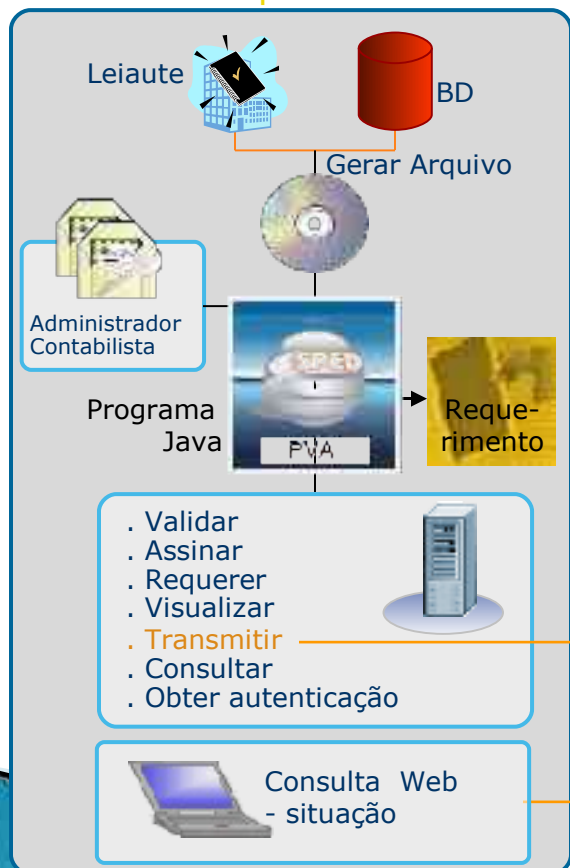 Leiaute
BD
Gerar Arquivo
Administrador
Contabilista
SPED
Programa
Java
PVA
Reque-
rimento
. Validar
. Assinar
. Requerer
. Visualizar
. Transmitir
. Consultar
. Obter autenticação
Consulta Web
- situação